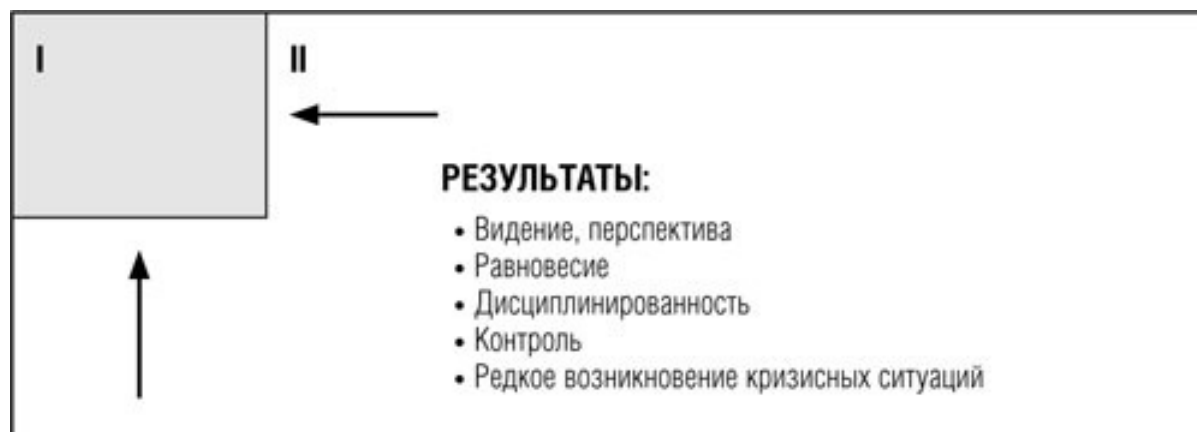 I
II
РЕЗУЛЬТАТЫ:
• Видение, перспектива
• Равновесие
• Дисциплинированность
• Контроль
• Редкое возникновение кризисных ситуаций